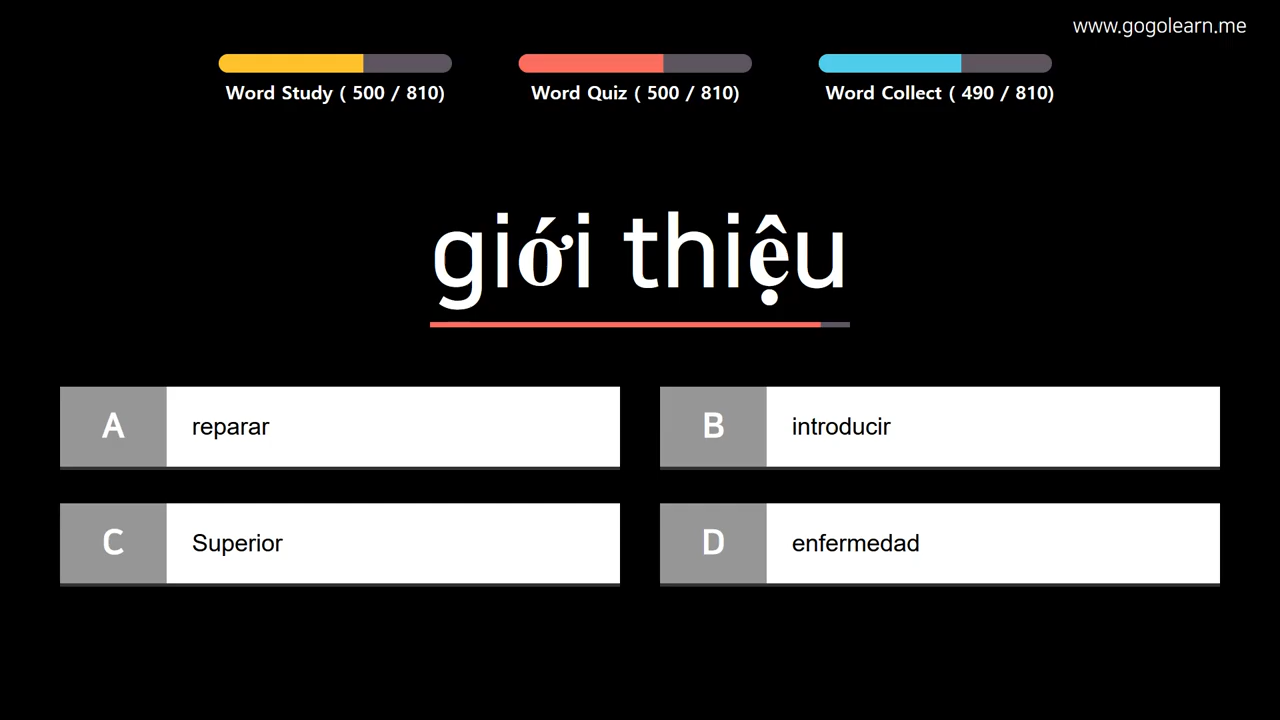 www.gogolearn.me
Word Study ( 500 / 810)
Word Quiz ( 500 / 810)
Word Collect ( 490 / 810)
giới thiệu
A reparar
B introducir
C Superior
D enfermedad